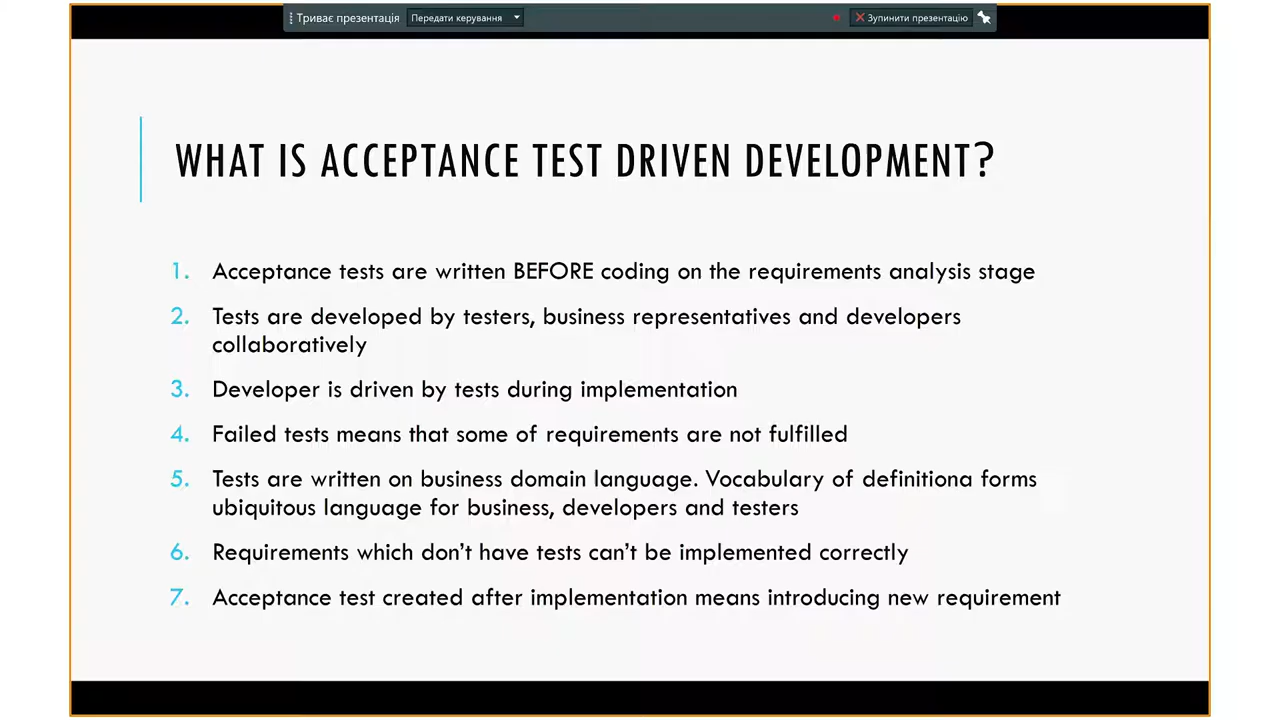 Триває презентація Передати керування Зупинити презентацію
WHAT IS ACCEPTANCE TEST DRIVEN DEVELOPMENT?
1. Acceptance tests are written BEFORE coding on the requirements analysis stage
2. Tests are developed by testers, business representatives and developers
collaboratively
3. Developer is driven by tests during implementation
4. Failed tests means that some of requirements are not fulfilled
5. Tests are written on business domain language. Vocabulary of definitiona forms
ubiquitous language for business, developers and testers
6. Requirements which don’t have tests can’t be implemented correctly
7. Acceptance test created after implementation means introducing new requirement